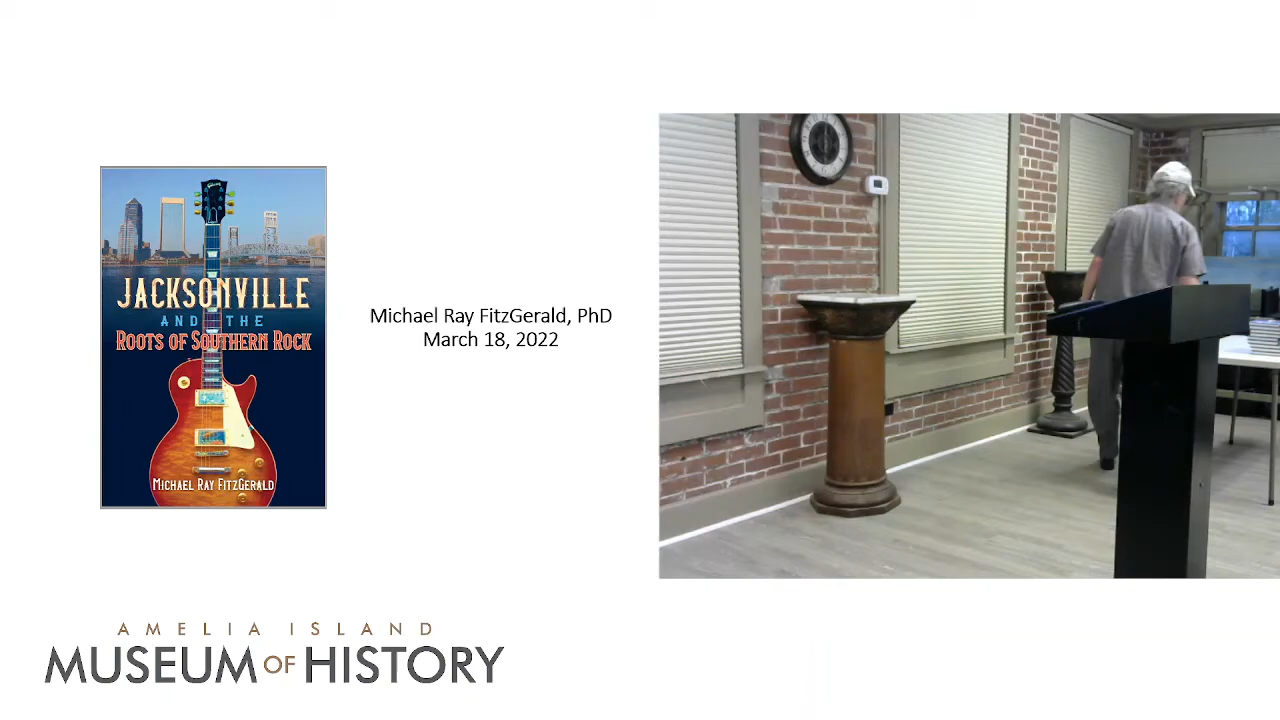 Gibson
JACKSONVILLE
AND THE
ROOTS OF SOUTHERN ROCK
MICHAEL RAY FITZGERALD
Michael Ray FitzGerald, PhD
March 18, 2022
AMELIA ISLAND
MUSEUM OF HISTORY